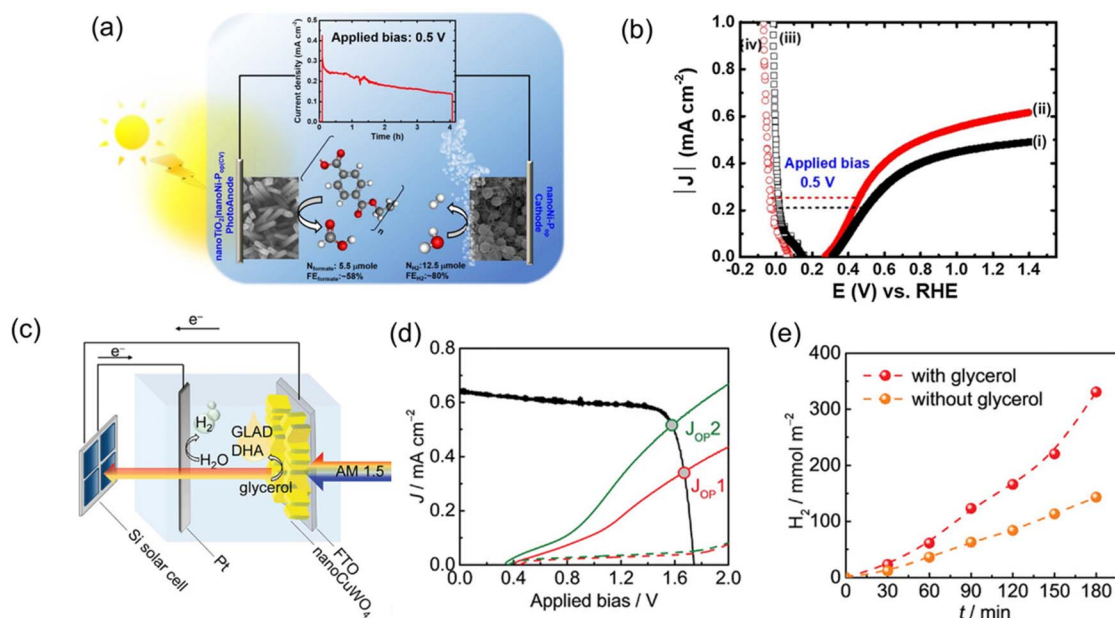 (a)
Applied bias: 0.5 V
Current density (mA cm⁻²)
0.5
0.4
0.3
0.2
0.1
0.0
0
1
2
3
4
Time (h)
nanoTiO₂|nanoNi-Pₒₚ(CV)
PhotoAnode
n
nanoNi-Pₒₚ
Cathode
N_formate: 5.5 μmole
FE_formate:~58%
N_H2:12.5 μmole
FE_H2:~80%
(b)
|J| (mA cm⁻²)
1.0
0.8
0.6
0.4
0.2
0.0
(iv)
(iii)
(ii)
(i)
Applied bias
0.5 V
-0.2 0.0 0.2 0.4 0.6 0.8 1.0 1.2 1.4
E (V) vs. RHE
(c)
e⁻
e⁻
H₂
H₂O
GLAD
DHA
glycerol
AM 1.5
Si solar cell
Pt
FTO
nanoCuWO₄
(d)
J / mA cm⁻²
0.8
0.6
0.4
0.2
0.0
J_OP2
J_OP1
0.0 0.4 0.8 1.2 1.6 2.0
Applied bias / V
(e)
H₂ / mmol m⁻²
400
300
200
100
0
with glycerol
without glycerol
0 30 60 90 120 150 180
t / min